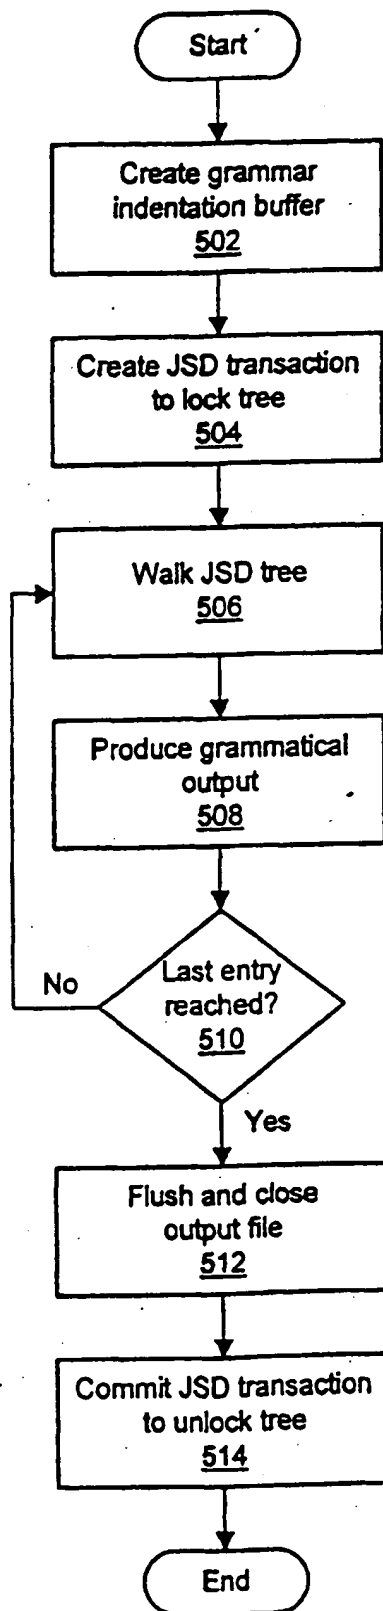 Start
Create grammar
indentation buffer
502
Create JSD transaction
to lock tree
504
Walk JSD tree
506
Produce grammatical
output
508
Last entry
reached?
510
No
Yes
Flush and close
output file
512
Commit JSD transaction
to unlock tree
514
End